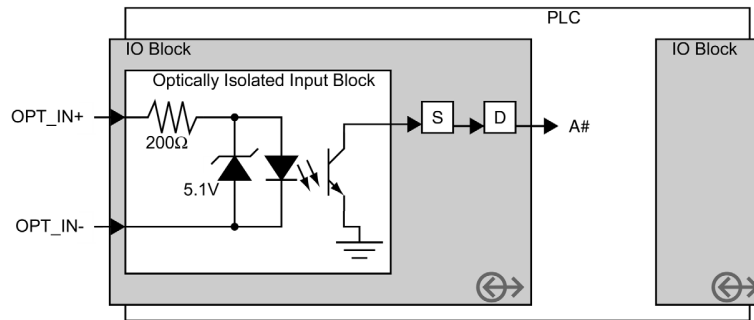 PLC
IO Block
IO Block
Optically Isolated Input Block
OPT_IN+
200Ω
S
D
A#
5.1V
OPT_IN-